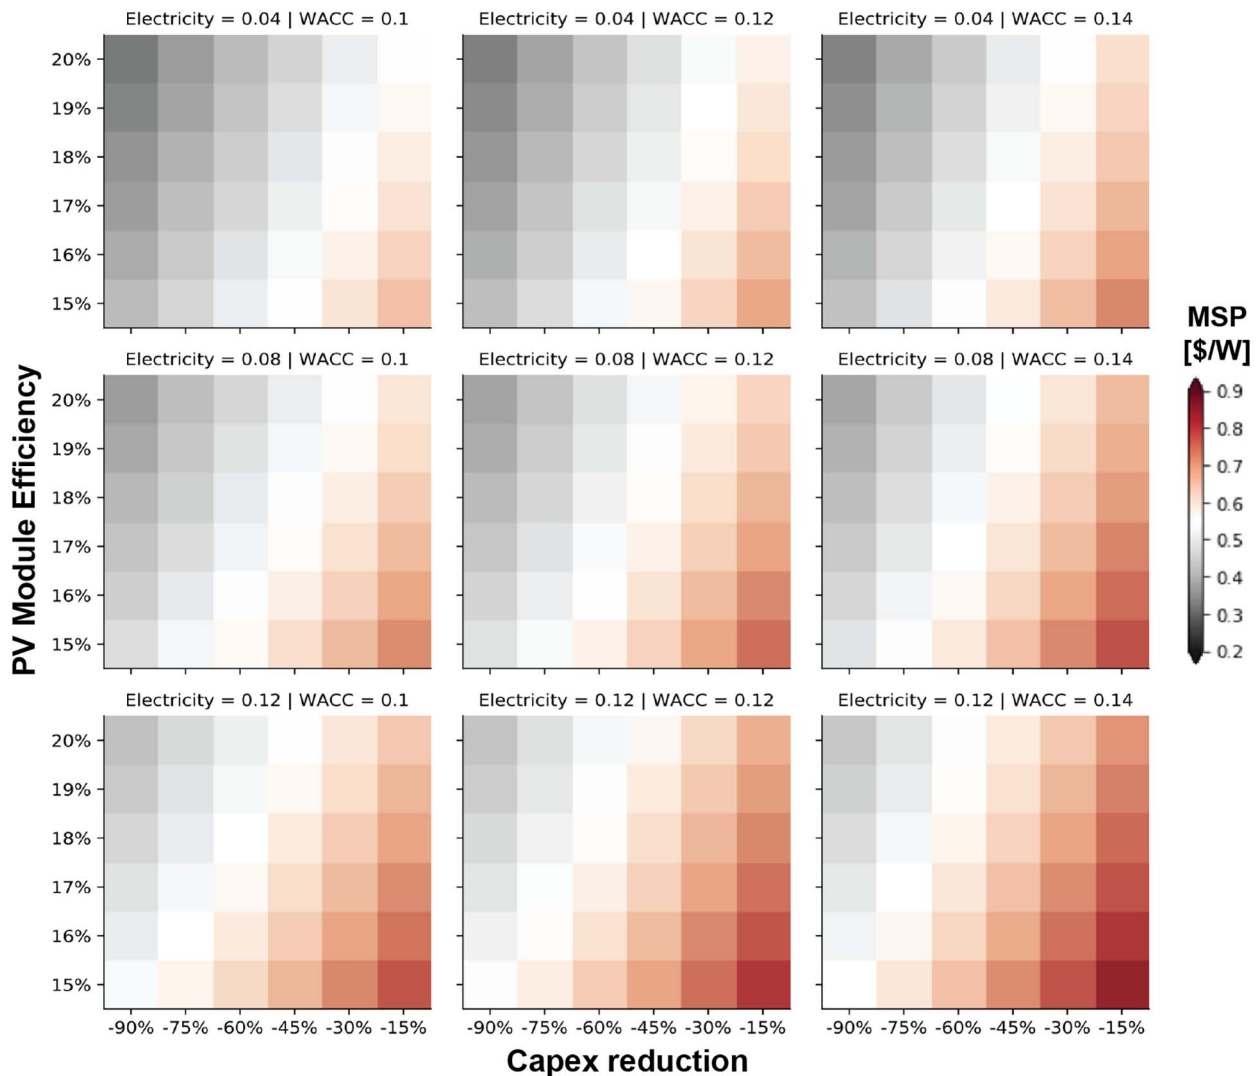 Electricity = 0.04 | WACC = 0.1
Electricity = 0.04 | WACC = 0.12
Electricity = 0.04 | WACC = 0.14
20%
19%
18%
17%
16%
15%
Electricity = 0.08 | WACC = 0.1
Electricity = 0.08 | WACC = 0.12
Electricity = 0.08 | WACC = 0.14
20%
19%
18%
17%
16%
15%
Electricity = 0.12 | WACC = 0.1
Electricity = 0.12 | WACC = 0.12
Electricity = 0.12 | WACC = 0.14
20%
19%
18%
17%
16%
15%
-90% -75% -60% -45% -30% -15%
-90% -75% -60% -45% -30% -15%
-90% -75% -60% -45% -30% -15%
PV Module Efficiency
Capex reduction
MSP
[$/W]
0.9
0.8
0.7
0.6
0.5
0.4
0.3
0.2